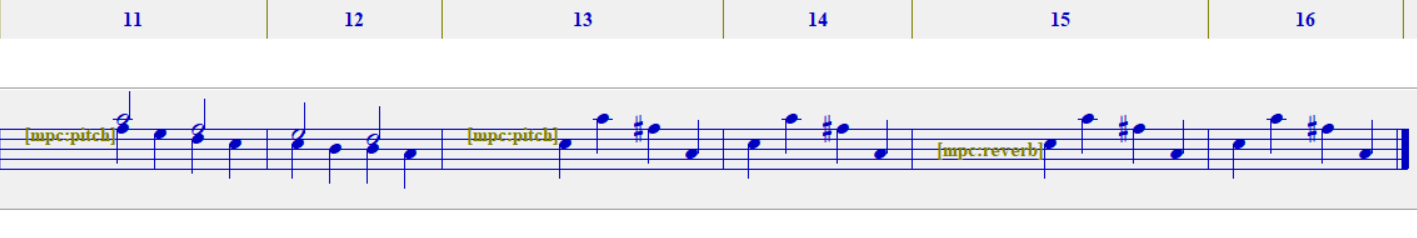 11 12 13 14 15 16
[mpc:pitch] [mpc:pitch] [mpc:reverb]